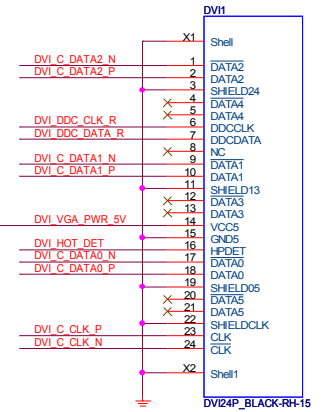 DVI1
X1 Shell
DVI_C_DATA2_N 1 DATA2
DVI_C_DATA2_P 2 DATA2
3 SHIELD24
4 DATA4
5 DATA4
DVI_DDC_CLK_R 6 DDCCLK
DVI_DDC_DATA_R 7 DDCDATA
8 NC
DVI_C_DATA1_N 9 DATA1
DVI_C_DATA1_P 10 DATA1
11 SHIELD13
12 DATA3
13 DATA3
DVI_VGA_PWR_5V 14 VCC5
15 GND5
DVI_HOT_DET 16 HPDET
DVI_C_DATA0_N 17 DATA0
DVI_C_DATA0_P 18 DATA0
19 SHIELD05
20 DATA5
21 DATA5
22 SHIELDCLK
DVI_C_CLK_P 23 CLK
DVI_C_CLK_N 24 CLK
X2 Shell1
DVI24P_BLACK-RH-15